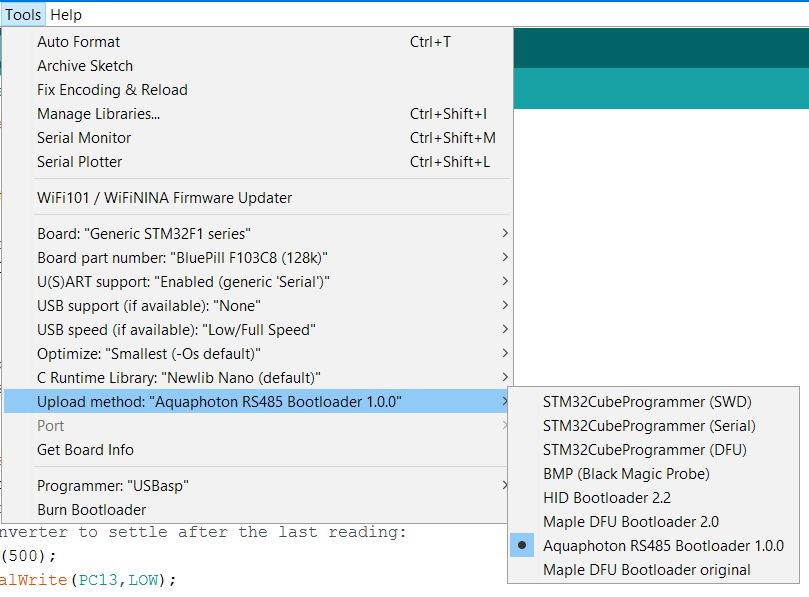 Tools Help
Auto Format Ctrl+T
Archive Sketch
Fix Encoding & Reload
Manage Libraries... Ctrl+Shift+I
Serial Monitor Ctrl+Shift+M
Serial Plotter Ctrl+Shift+L
WiFi101 / WiFiNINA Firmware Updater
Board: "Generic STM32F1 series"
Board part number: "BluePill F103C8 (128k)"
U(S)ART support: "Enabled (generic 'Serial')"
USB support (if available): "None"
USB speed (if available): "Low/Full Speed"
Optimize: "Smallest (-Os default)"
C Runtime Library: "Newlib Nano (default)"
Upload method: "Aquaphoton RS485 Bootloader 1.0.0"
Port
Get Board Info
Programmer: "USBasp"
Burn Bootloader
STM32CubeProgrammer (SWD)
STM32CubeProgrammer (Serial)
STM32CubeProgrammer (DFU)
BMP (Black Magic Probe)
HID Bootloader 2.2
Maple DFU Bootloader 2.0
Aquaphoton RS485 Bootloader 1.0.0
Maple DFU Bootloader original
nverter to settle after the last reading:
(500);
alWrite(PC13,LOW);